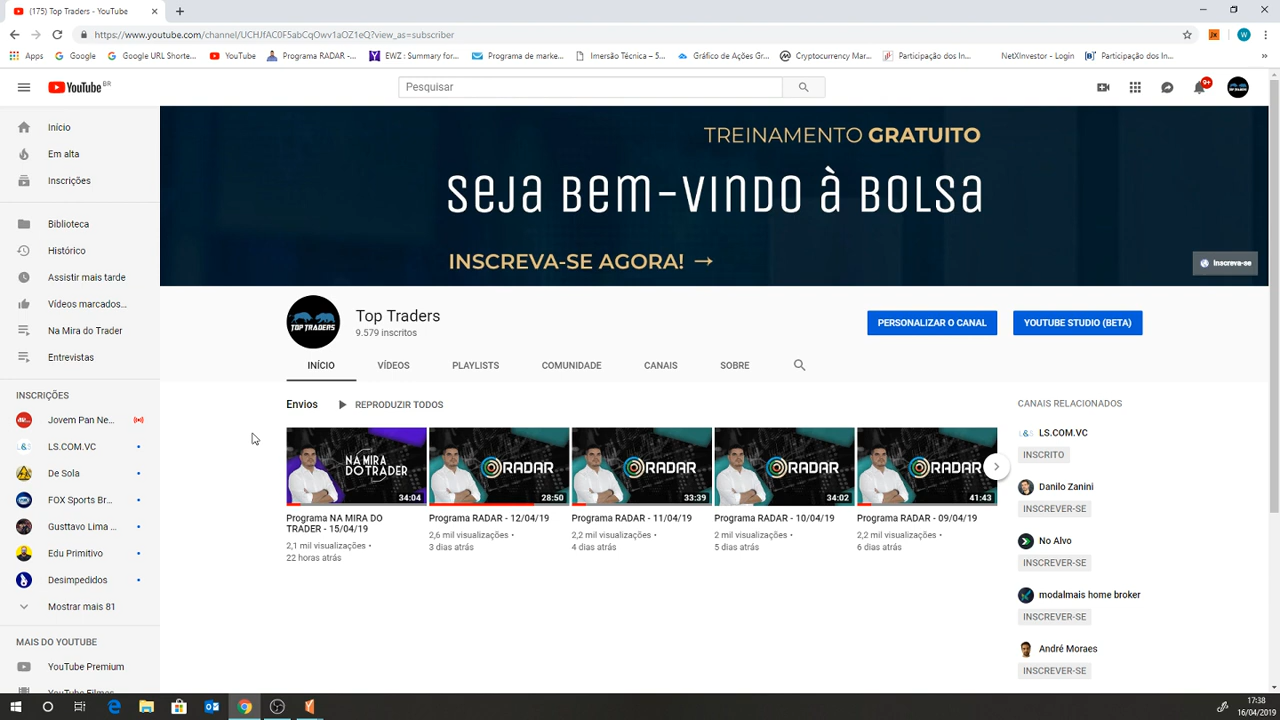 (175) Top Traders - YouTube
https://www.youtube.com/channel/UCHJfAC0F5abCqOwv1aOZ1eQ?view_as=subscriber
Apps Google Google URL Shorte... YouTube Programa RADAR -... EWZ : Summary for... Programa de marke... Imersão Técnica – 5... Gráfico de Ações Gr... Cryptocurrency Mar... Participação dos In... NetXInvestor - Login Participação dos In...
YouTube BR
Pesquisar
9+
Início
Em alta
Inscrições
Biblioteca
Histórico
Assistir mais tarde
Vídeos marcados...
Na Mira do Trader
Entrevistas
INSCRIÇÕES
Jovem Pan Ne...
LS.COM.VC
De Sola
FOX Sports Br...
Gusttavo Lima ...
Edu Primitivo
Desimpedidos
Mostrar mais 81
MAIS DO YOUTUBE
YouTube Premium
YouTube Filmes
TREINAMENTO GRATUITO
SEJA BEM-VINDO À BOLSA
INSCREVA-SE AGORA! →
Inscreva-se
TOP TRADERS
Top Traders
9.579 inscritos
PERSONALIZAR O CANAL
YOUTUBE STUDIO (BETA)
INÍCIO VÍDEOS PLAYLISTS COMUNIDADE CANAIS SOBRE
Envios REPRODUZIR TODOS
NA MIRA
DO TRADER
34:04
Programa NA MIRA DO
TRADER - 15/04/19
2,1 mil visualizações •
22 horas atrás
RADAR
28:50
Programa RADAR - 12/04/19
2,6 mil visualizações •
3 dias atrás
RADAR
33:39
Programa RADAR - 11/04/19
2,2 mil visualizações •
4 dias atrás
RADAR
34:02
Programa RADAR - 10/04/19
2 mil visualizações •
5 dias atrás
RADAR
41:43
Programa RADAR - 09/04/19
2,2 mil visualizações •
6 dias atrás
CANAIS RELACIONADOS
L&S LS.COM.VC
INSCRITO
Danilo Zanini
INSCREVER-SE
No Alvo
INSCREVER-SE
modalmais home broker
INSCREVER-SE
André Moraes
INSCREVER-SE
17:38
16/04/2019